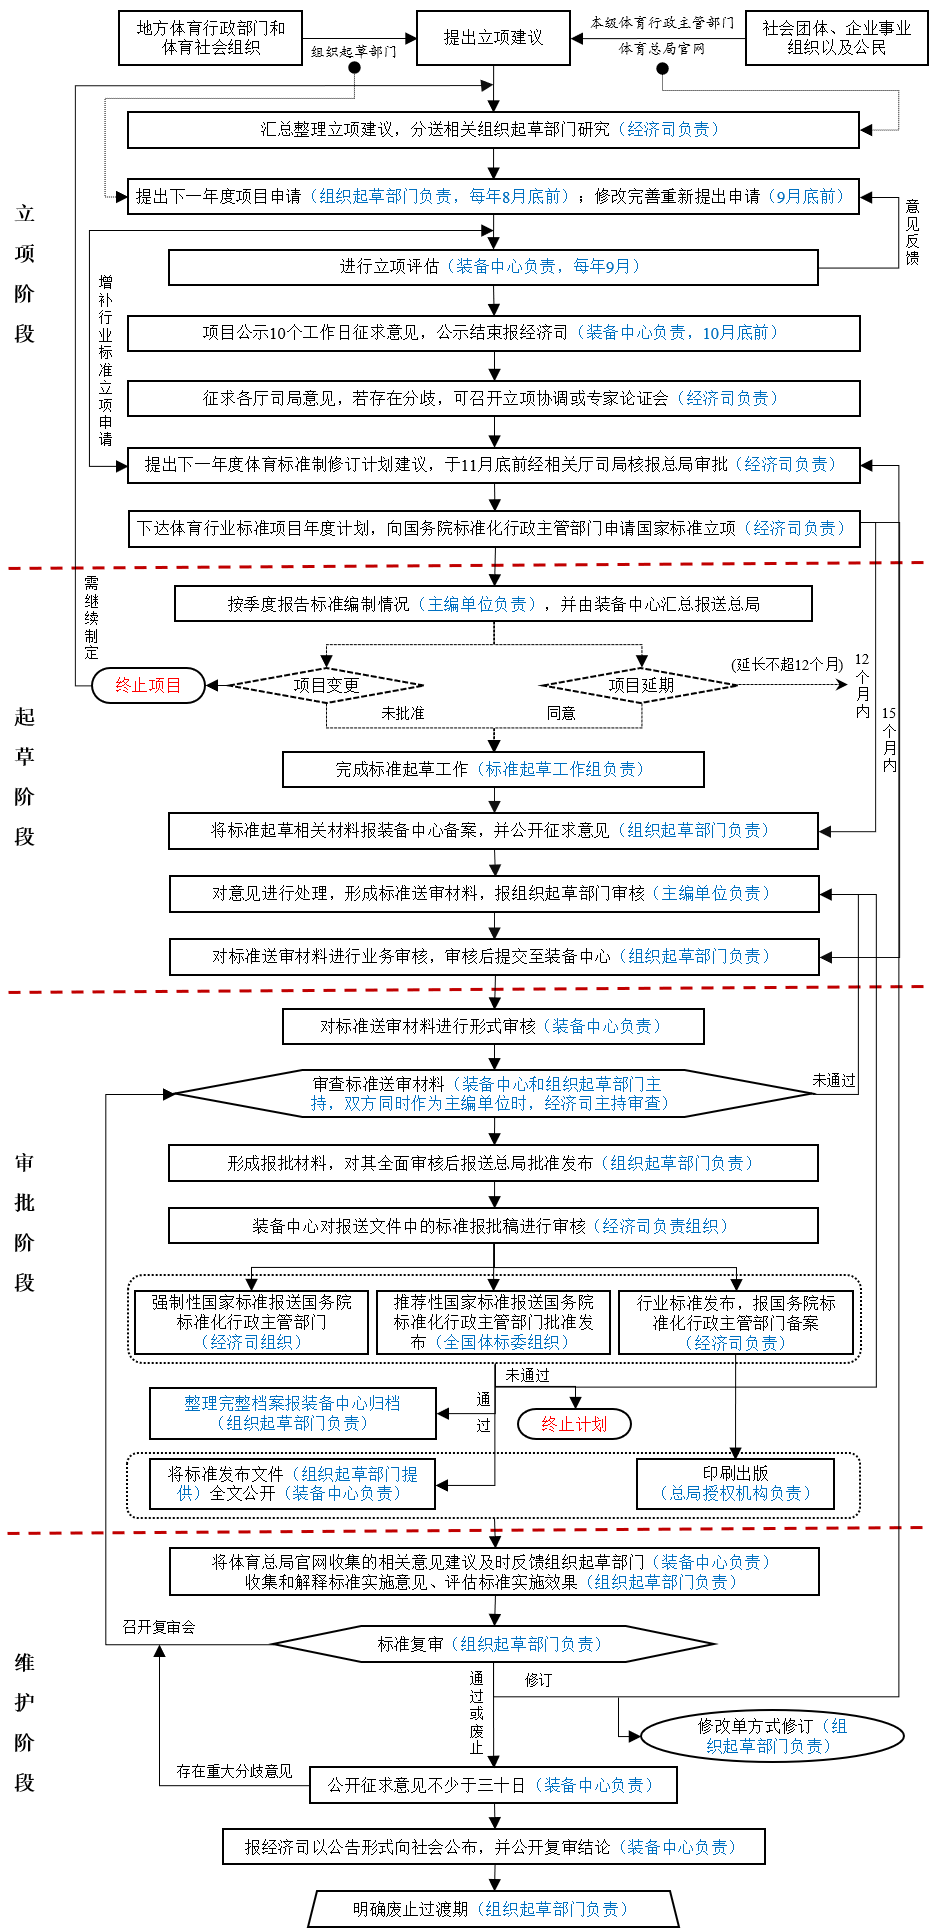 地方体育行政部门和
体育社会组织
组织起草部门
提出立项建议
本级体育行政主管部门
体育总局官网
社会团体、企业事业
组织以及公民
汇总整理立项建议，分送相关组织起草部门研究（经济司负责）
提出下一年度项目申请（组织起草部门负责，每年8月底前）；修改完善重新提出申请（9月底前）
意见反馈
立项阶段
进行立项评估（装备中心负责，每年9月）
增补行业标准立项申请
项目公示10个工作日征求意见，公示结束报经济司（装备中心负责，10月底前）
征求各厅司局意见，若存在分歧，可召开立项协调或专家论证会（经济司负责）
提出下一年度体育标准制修订计划建议，于11月底前经相关厅司局核报总局审批（经济司负责）
下达体育行业标准项目年度计划，向国务院标准化行政主管部门申请国家标准立项（经济司负责）
需继续制定
按季度报告标准编制情况（主编单位负责），并由装备中心汇总报送总局
终止项目
项目变更
项目延期
(延长不超12个月)
12个月内
15个月内
未批准
同意
起草阶段
完成标准起草工作（标准起草工作组负责）
将标准起草相关材料报装备中心备案，并公开征求意见（组织起草部门负责）
对意见进行处理，形成标准送审材料，报组织起草部门审核（主编单位负责）
对标准送审材料进行业务审核，审核后提交至装备中心（组织起草部门负责）
对标准送审材料进行形式审核（装备中心负责）
审查标准送审材料（装备中心和组织起草部门主
持，双方同时作为主编单位时，经济司主持审查）
未通过
审批阶段
形成报批材料，对其全面审核后报送总局批准发布（组织起草部门负责）
装备中心对报送文件中的标准报批稿进行审核（经济司负责组织）
强制性国家标准报送国务院
标准化行政主管部门
（经济司组织）
推荐性国家标准报送国务院
标准化行政主管部门批准发
布（全国体标委组织）
行业标准发布，报国务院标
准化行政主管部门备案
（经济司负责）
未通过
通过
整理完整档案报装备中心归档
（组织起草部门负责）
终止计划
将标准发布文件（组织起草部门提
供）全文公开（装备中心负责）
印刷出版
（总局授权机构负责）
将体育总局官网收集的相关意见建议及时反馈组织起草部门（装备中心负责）
收集和解释标准实施意见、评估标准实施效果（组织起草部门负责）
召开复审会
标准复审（组织起草部门负责）
维护阶段
通过或废止
修订
修改单方式修订（组
织起草部门负责）
存在重大分歧意见
公开征求意见不少于三十日（装备中心负责）
报经济司以公告形式向社会公布，并公开复审结论（装备中心负责）
明确废止过渡期（组织起草部门负责）